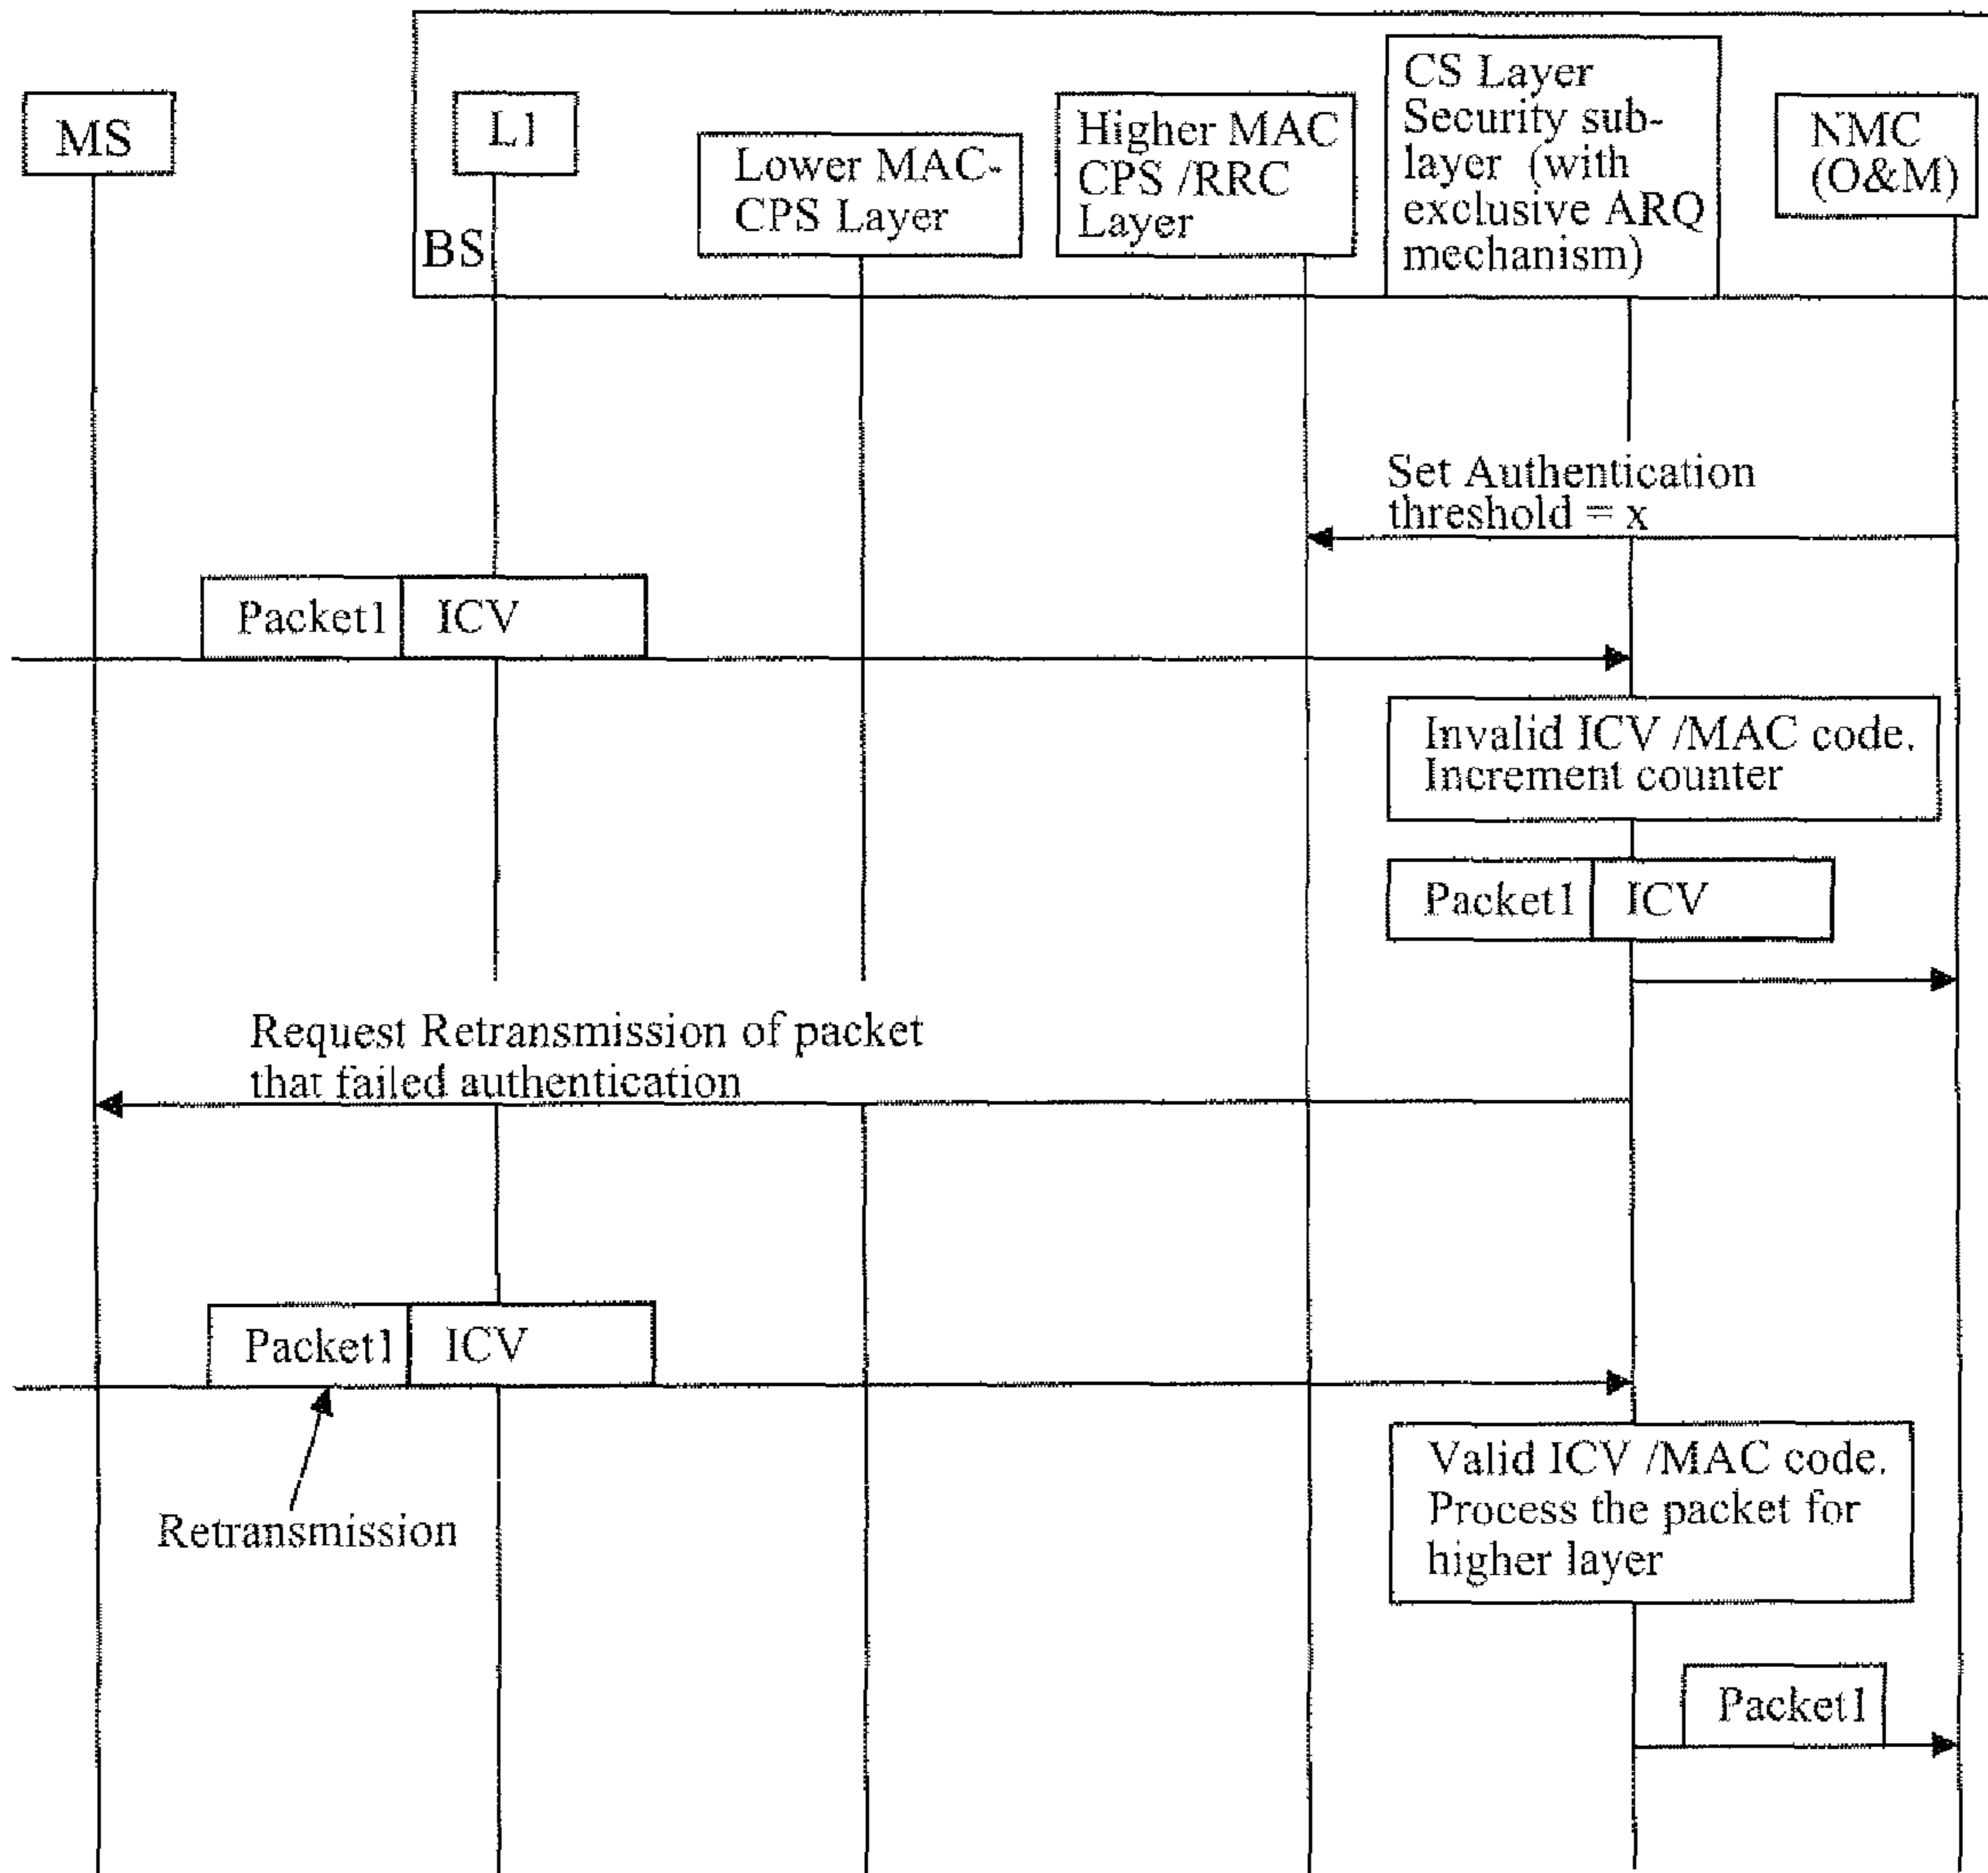 MS
BS
L1
Lower MAC-
CPS Layer
Higher MAC
CPS /RRC
Layer
CS Layer
Security sub-
layer (with
exclusive ARQ
mechanism)
NMC
(O&M)
Set Authentication
threshold = x
Packet1
ICV
Invalid ICV /MAC code.
Increment counter
Packet1
ICV
Request Retransmission of packet
that failed authentication
Packet1
ICV
Retransmission
Valid ICV /MAC code.
Process the packet for
higher layer
Packet1